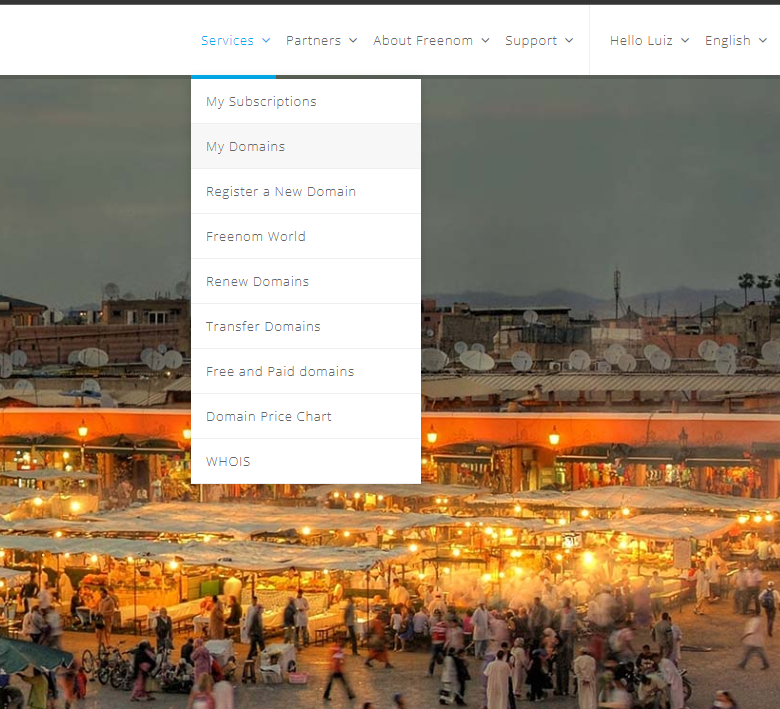 Services Partners About Freenom Support Hello Luiz English
My Subscriptions
My Domains
Register a New Domain
Freenom World
Renew Domains
Transfer Domains
Free and Paid domains
Domain Price Chart
WHOIS